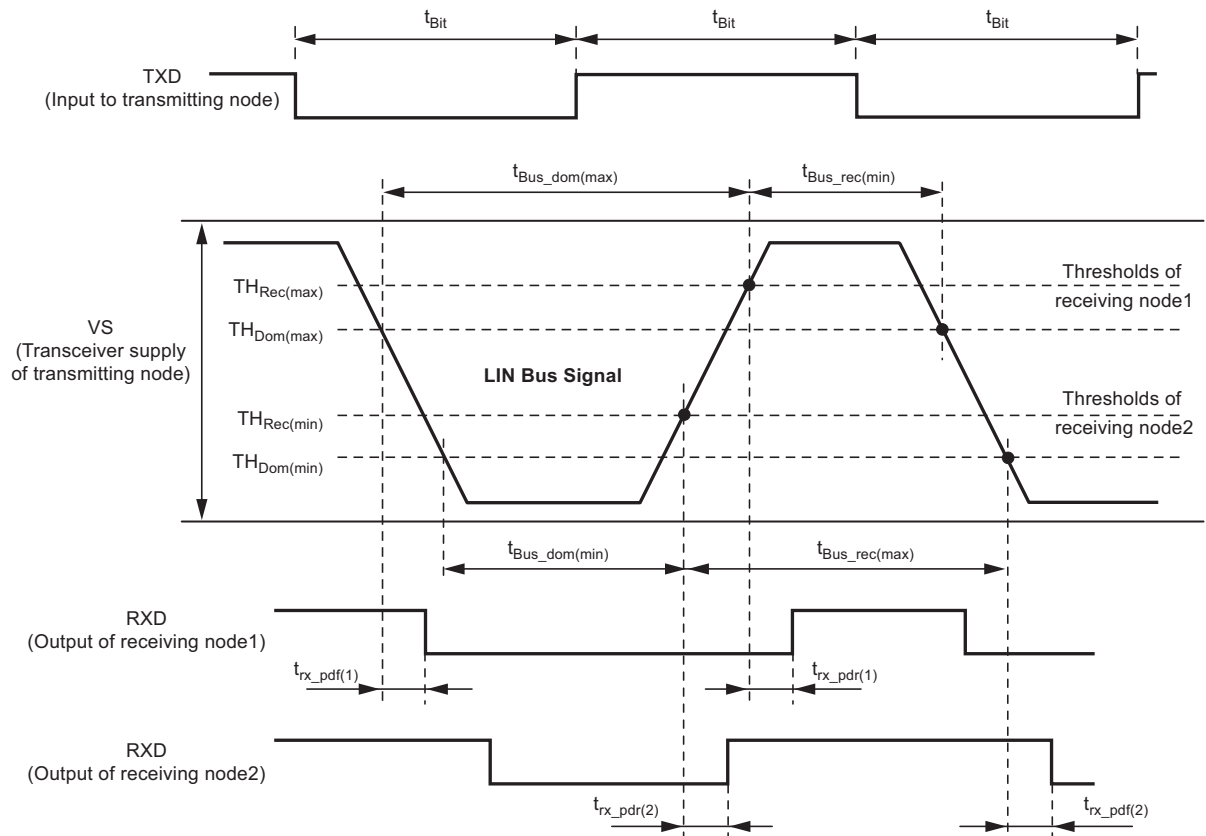 tBit tBit tBit
TXD
(Input to transmitting node)
tBus_dom(max) tBus_rec(min)
THRec(max)
Thresholds of
receiving node1
THDom(max)
VS
(Transceiver supply
of transmitting node)
LIN Bus Signal
THRec(min)
Thresholds of
receiving node2
THDom(min)
tBus_dom(min) tBus_rec(max)
RXD
(Output of receiving node1)
trx_pdf(1) trx_pdr(1)
RXD
(Output of receiving node2)
trx_pdr(2) trx_pdf(2)